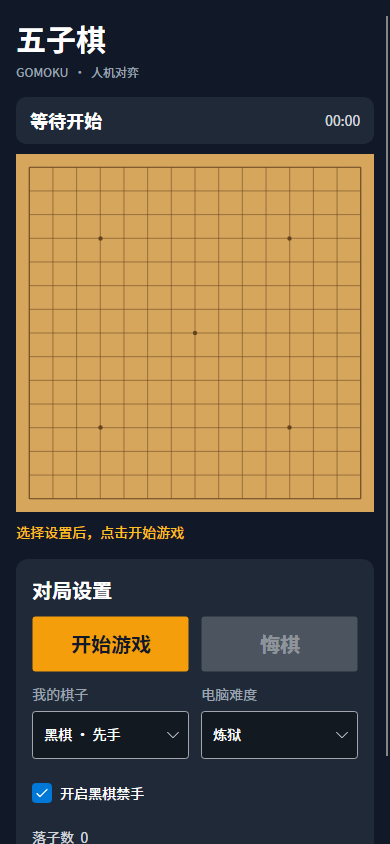 五子棋
GOMOKU · 人机对弈
等待开始 00:00
选择设置后，点击开始游戏
对局设置
开始游戏 悔棋
我的棋子 电脑难度
黑棋 · 先手 炼狱
开启黑棋禁手
落子数 0